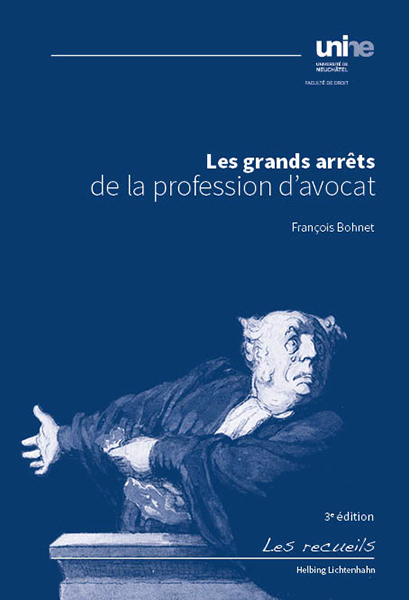 unine
UNIVERSITÉ DE
NEUCHÂTEL
FACULTÉ DE DROIT
Les grands arrêts
de la profession d'avocat
François Bohnet
3e édition
Les recueils
Helbing Lichtenhahn